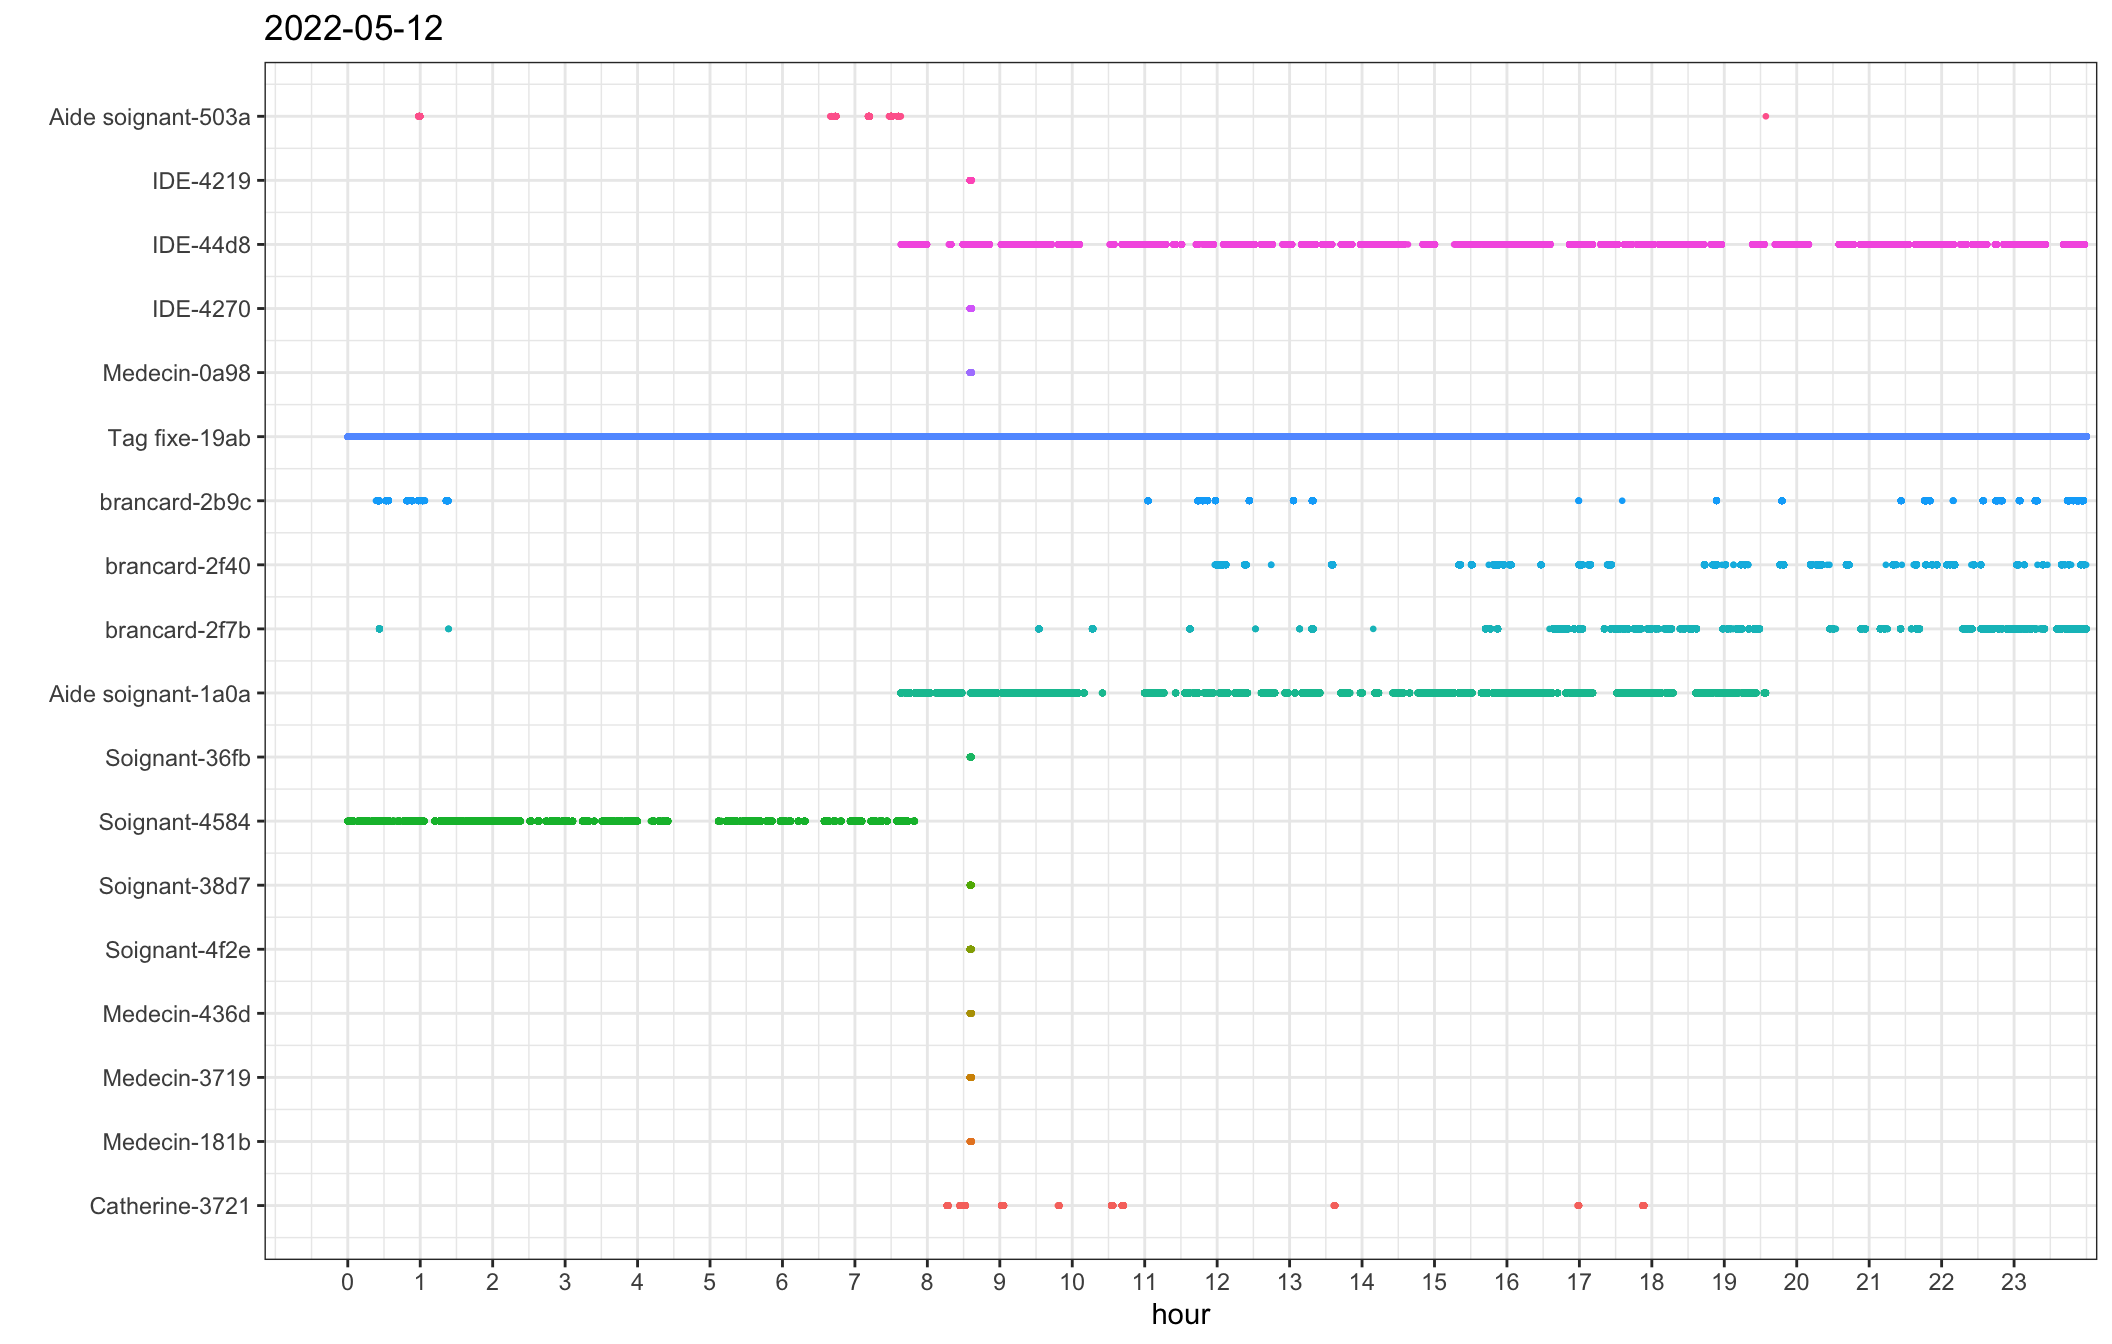 2022-05-12
Aide soignant-503a
IDE-4219
IDE-44d8
IDE-4270
Medecin-0a98
Tag fixe-19ab
brancard-2b9c
brancard-2f40
brancard-2f7b
Aide soignant-1a0a
Soignant-36fb
Soignant-4584
Soignant-38d7
Soignant-4f2e
Medecin-436d
Medecin-3719
Medecin-181b
Catherine-3721
0 1 2 3 4 5 6 7 8 9 10 11 12 13 14 15 16 17 18 19 20 21 22 23
hour